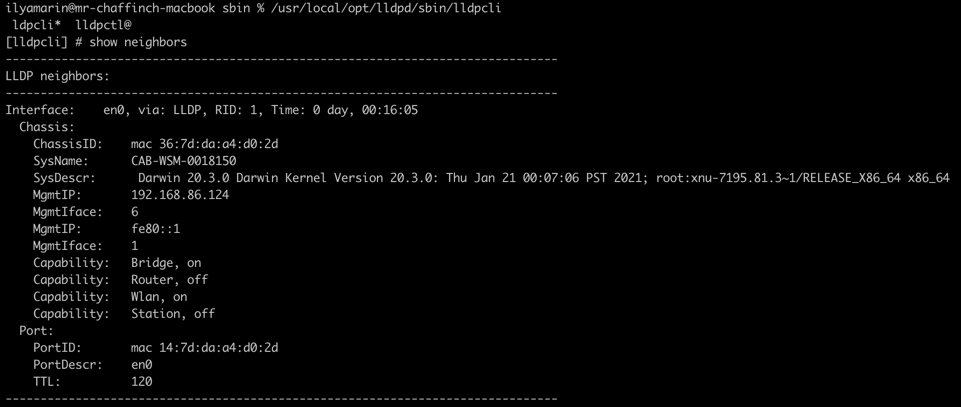 ilyamarin@mr-chaffinch-macbook sbin % /usr/local/opt/lldpd/sbin/lldpcli
 ldpcli*  lldpctl@
[lldpcli] # show neighbors
-------------------------------------------------------------------------------
LLDP neighbors:
-------------------------------------------------------------------------------
Interface:    en0, via: LLDP, RID: 1, Time: 0 day, 00:16:05
  Chassis:
    ChassisID:    mac 36:7d:da:a4:d0:2d
    SysName:      CAB-WSM-0018150
    SysDescr:      Darwin 20.3.0 Darwin Kernel Version 20.3.0: Thu Jan 21 00:07:06 PST 2021; root:xnu-7195.81.3~1/RELEASE_X86_64 x86_64
    MgmtIP:       192.168.86.124
    MgmtIface:    6
    MgmtIP:       fe80::1
    MgmtIface:    1
    Capability:   Bridge, on
    Capability:   Router, off
    Capability:   Wlan, on
    Capability:   Station, off
  Port:
    PortID:       mac 14:7d:da:a4:d0:2d
    PortDescr:    en0
    TTL:          120
-------------------------------------------------------------------------------